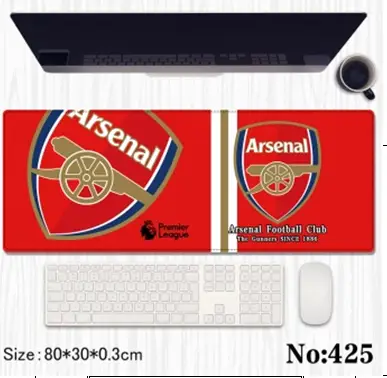 Arsenal
Arsenal
Premier
League
Arsenal Football Club
The Gunners SINCE 1886
Size:80*30*0.3cm
No:425